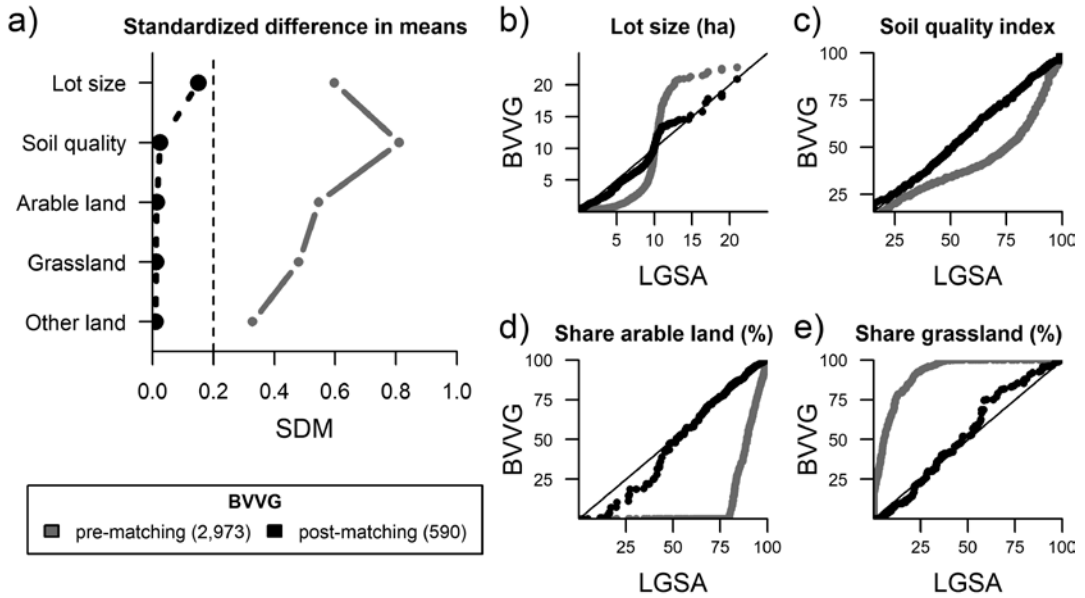 a)
Standardized difference in means
Lot size
Soil quality
Arable land
Grassland
Other land
0.0 0.2 0.4 0.6 0.8 1.0
SDM
BVVG
pre-matching (2,973) post-matching (590)
b)
Lot size (ha)
BVVG
20
15
10
5
5 10 15 20
LGSA
c)
Soil quality index
BVVG
100
75
50
25
25 50 75 100
LGSA
d)
Share arable land (%)
BVVG
100
75
50
25
25 50 75 100
LGSA
e)
Share grassland (%)
BVVG
100
75
50
25
25 50 75 100
LGSA